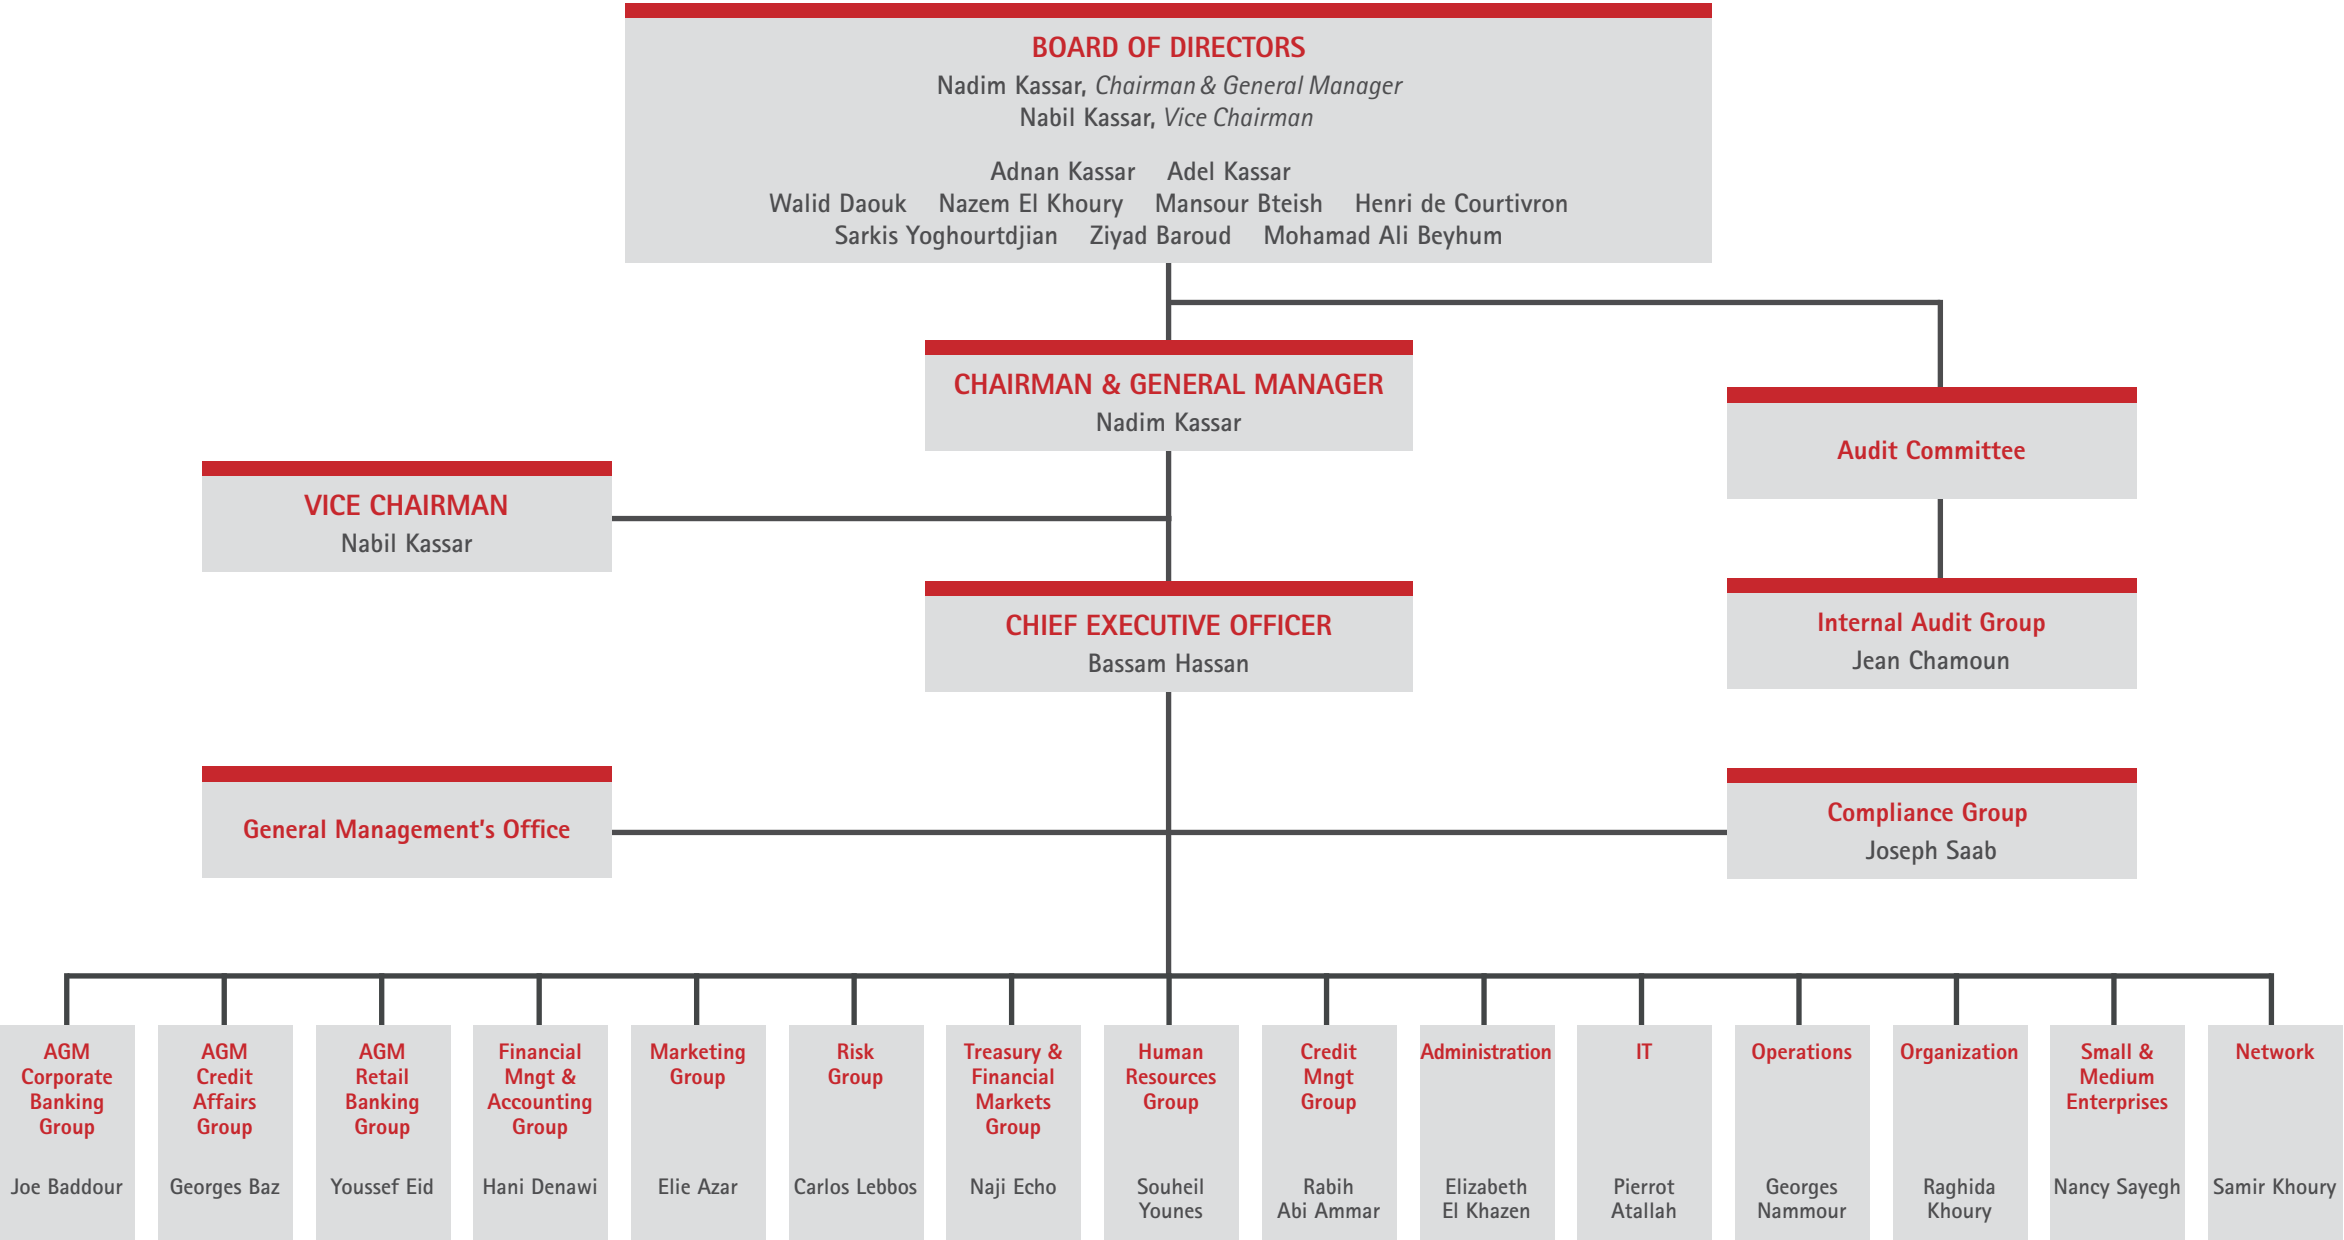 BOARD OF DIRECTORS
Nadim Kassar, Chairman & General Manager
Nabil Kassar, Vice Chairman
Adnan Kassar Adel Kassar
Walid Daouk Nazem El Khoury Mansour Bteish Henri de Courtivron
Sarkis Yoghourtdjian Ziyad Baroud Mohamad Ali Beyhum
CHAIRMAN & GENERAL MANAGER
Nadim Kassar
Audit Committee
VICE CHAIRMAN
Nabil Kassar
CHIEF EXECUTIVE OFFICER
Bassam Hassan
Internal Audit Group
Jean Chamoun
General Management's Office
Compliance Group
Joseph Saab
AGM
Corporate
Banking
Group
Joe Baddour
AGM
Credit
Affairs
Group
Georges Baz
AGM
Retail
Banking
Group
Youssef Eid
Financial
Mngt &
Accounting
Group
Hani Denawi
Marketing
Group
Elie Azar
Risk
Group
Carlos Lebbos
Treasury &
Financial
Markets
Group
Naji Echo
Human
Resources
Group
Souheil
Younes
Credit
Mngt
Group
Rabih
Abi Ammar
Administration
Elizabeth
El Khazen
IT
Pierrot
Atallah
Operations
Georges
Nammour
Organization
Raghida
Khoury
Small &
Medium
Enterprises
Nancy Sayegh
Network
Samir Khoury